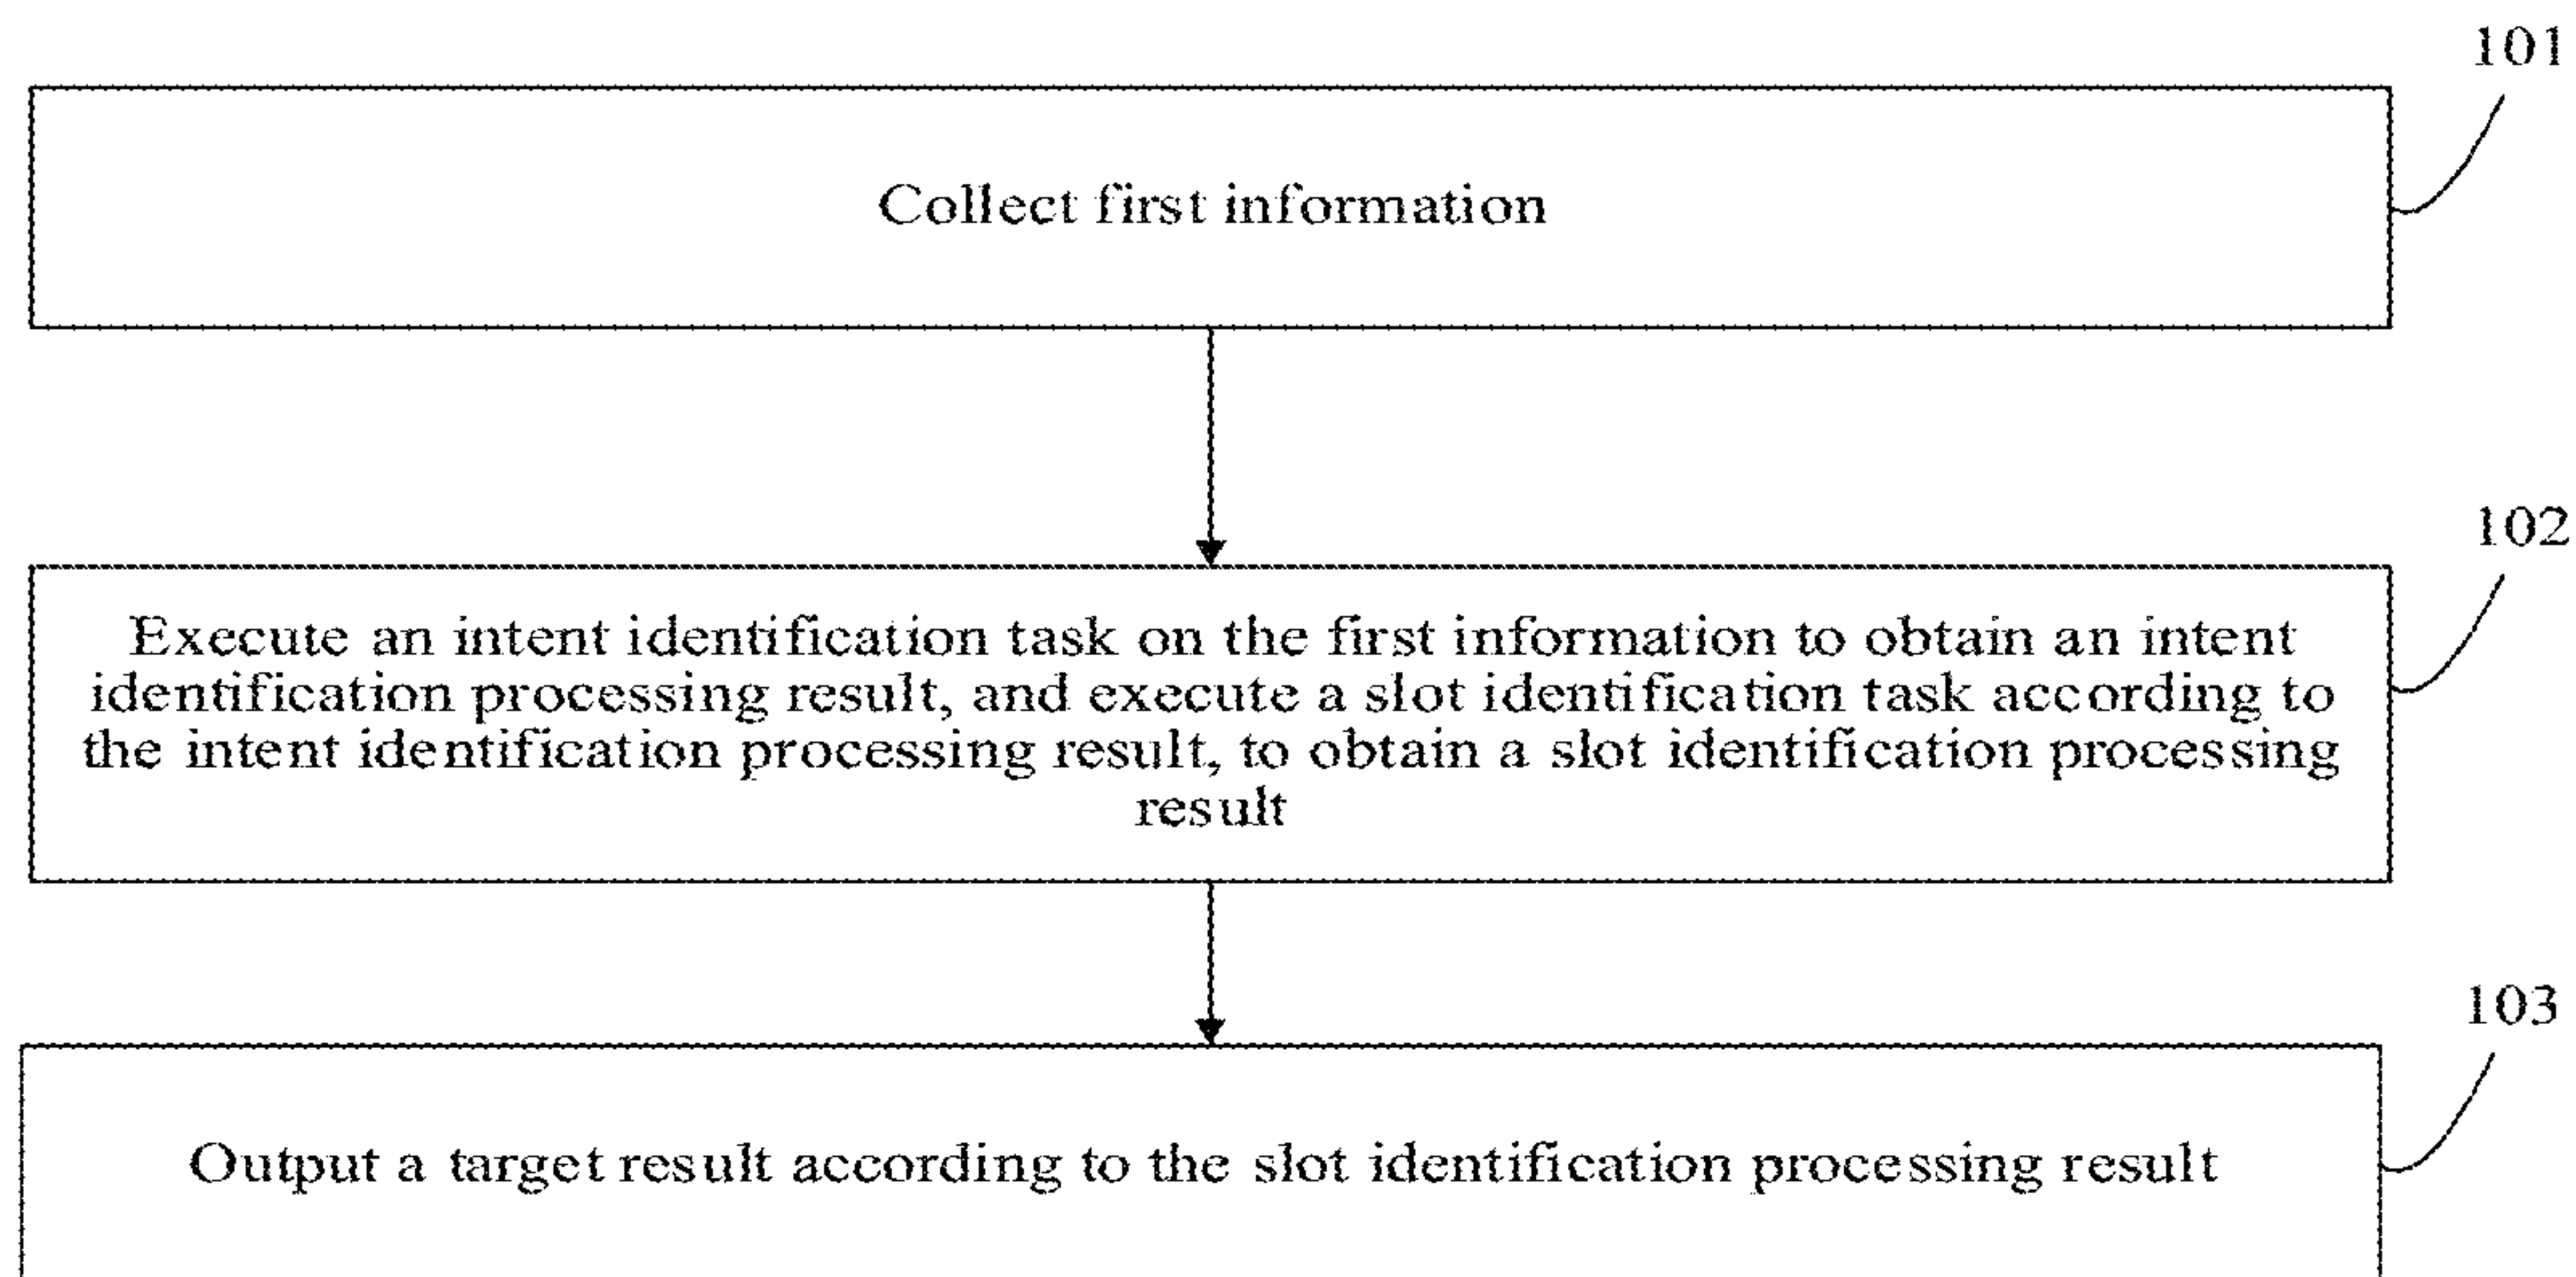 101
Collect first information
102
Execute an intent identification task on the first information to obtain an intent
identification processing result, and execute a slot identification task according to
the intent identification processing result, to obtain a slot identification processing
result
103
Output a target result according to the slot identification processing result